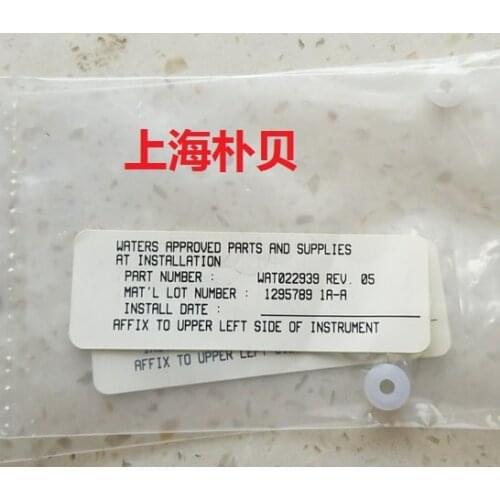 上海朴贝
WATERS APPROVED PARTS AND SUPPLIES
AT INSTALLATION
PART NUMBER : WAT022939 REV. 05
MAT'L LOT NUMBER : 1295789 1A-A
INSTALL DATE :
AFFIX TO UPPER LEFT SIDE OF INSTRUMENT
AFFIX TO UPPER LEFT